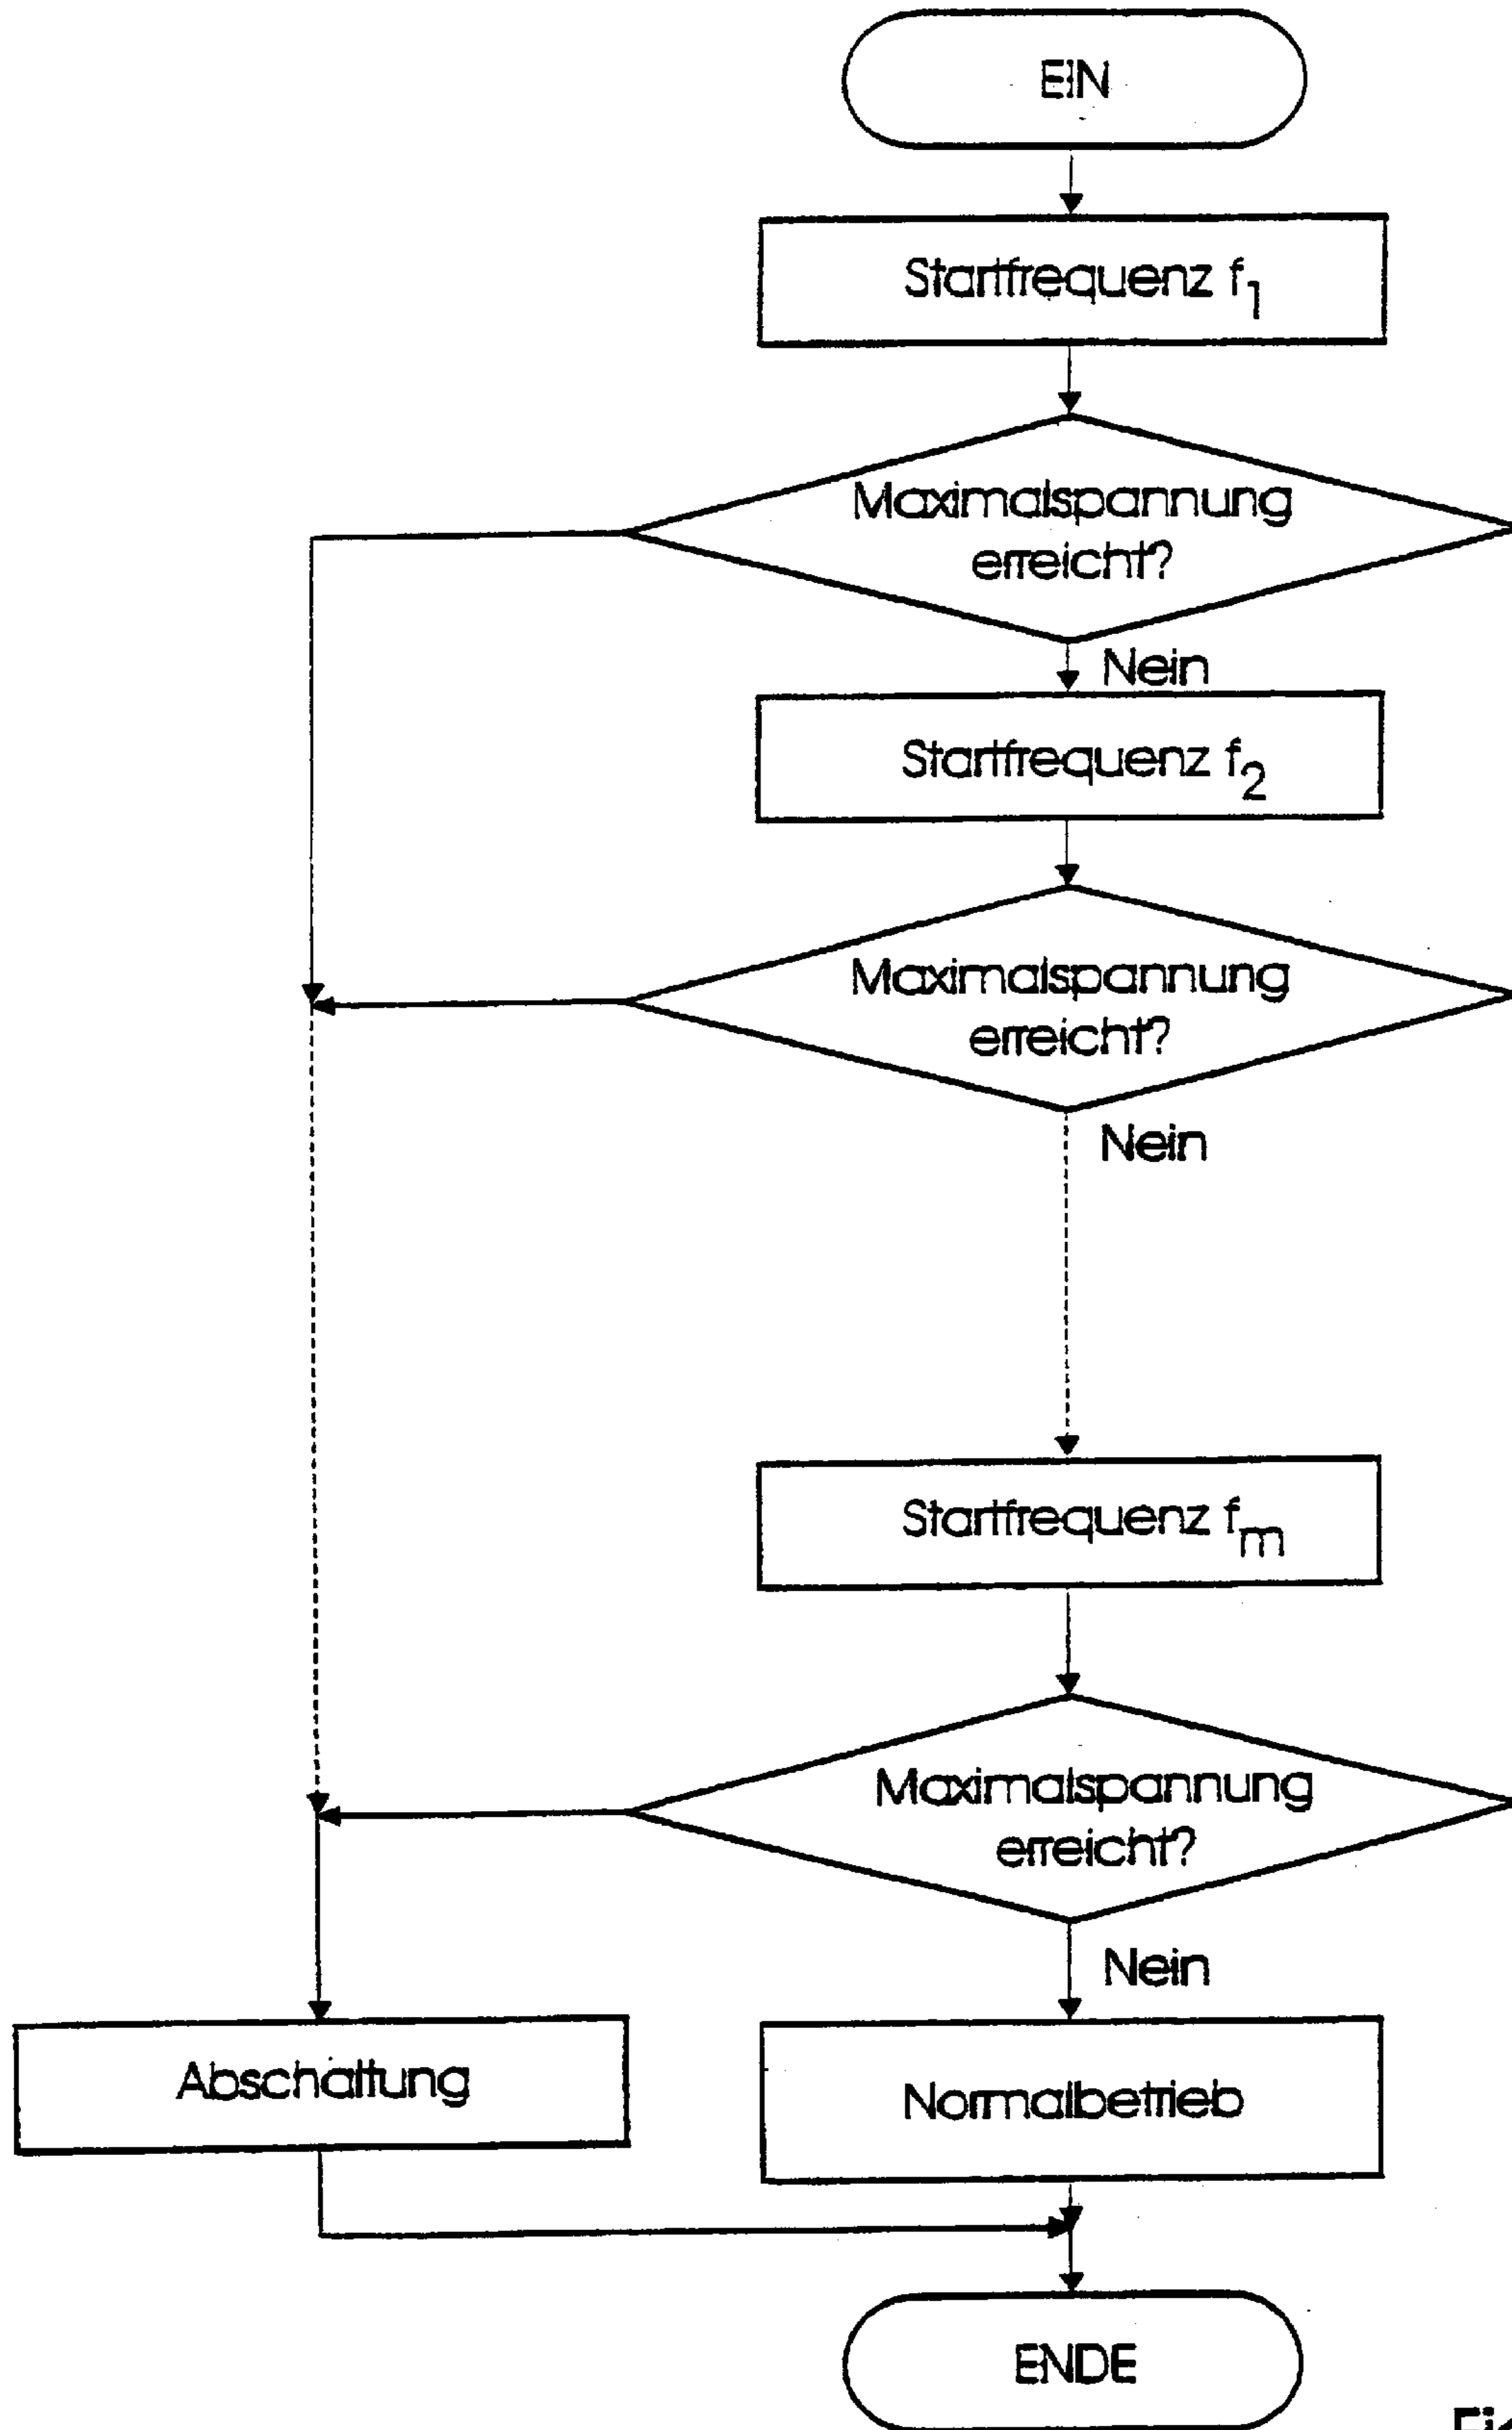 EIN
Startfrequenz f1
Maximalspannung
erreicht?
Nein
Startfrequenz f2
Maximalspannung
erreicht?
Nein
Startfrequenz fm
Maximalspannung
erreicht?
Nein
Abschaltung
Normalbetrieb
ENDE